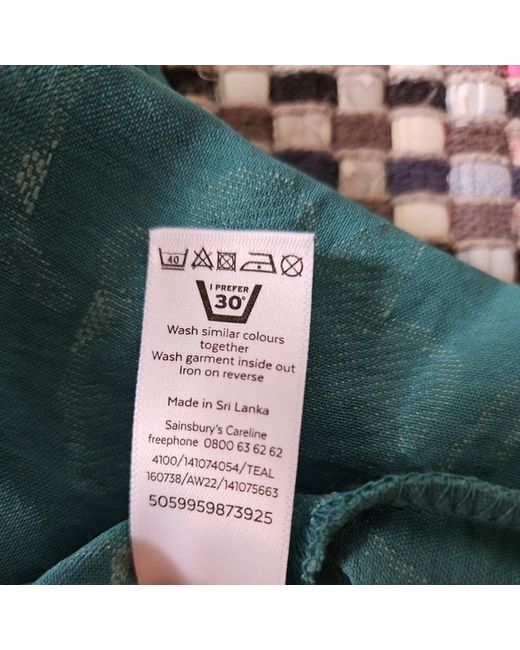 40
I PREFER
30°
Wash similar colours
together
Wash garment inside out
Iron on reverse
Made in Sri Lanka
Sainsbury's Careline
freephone 0800 63 62 62
4100/141074054/TEAL
160738/AW22/141075663
5059959873925